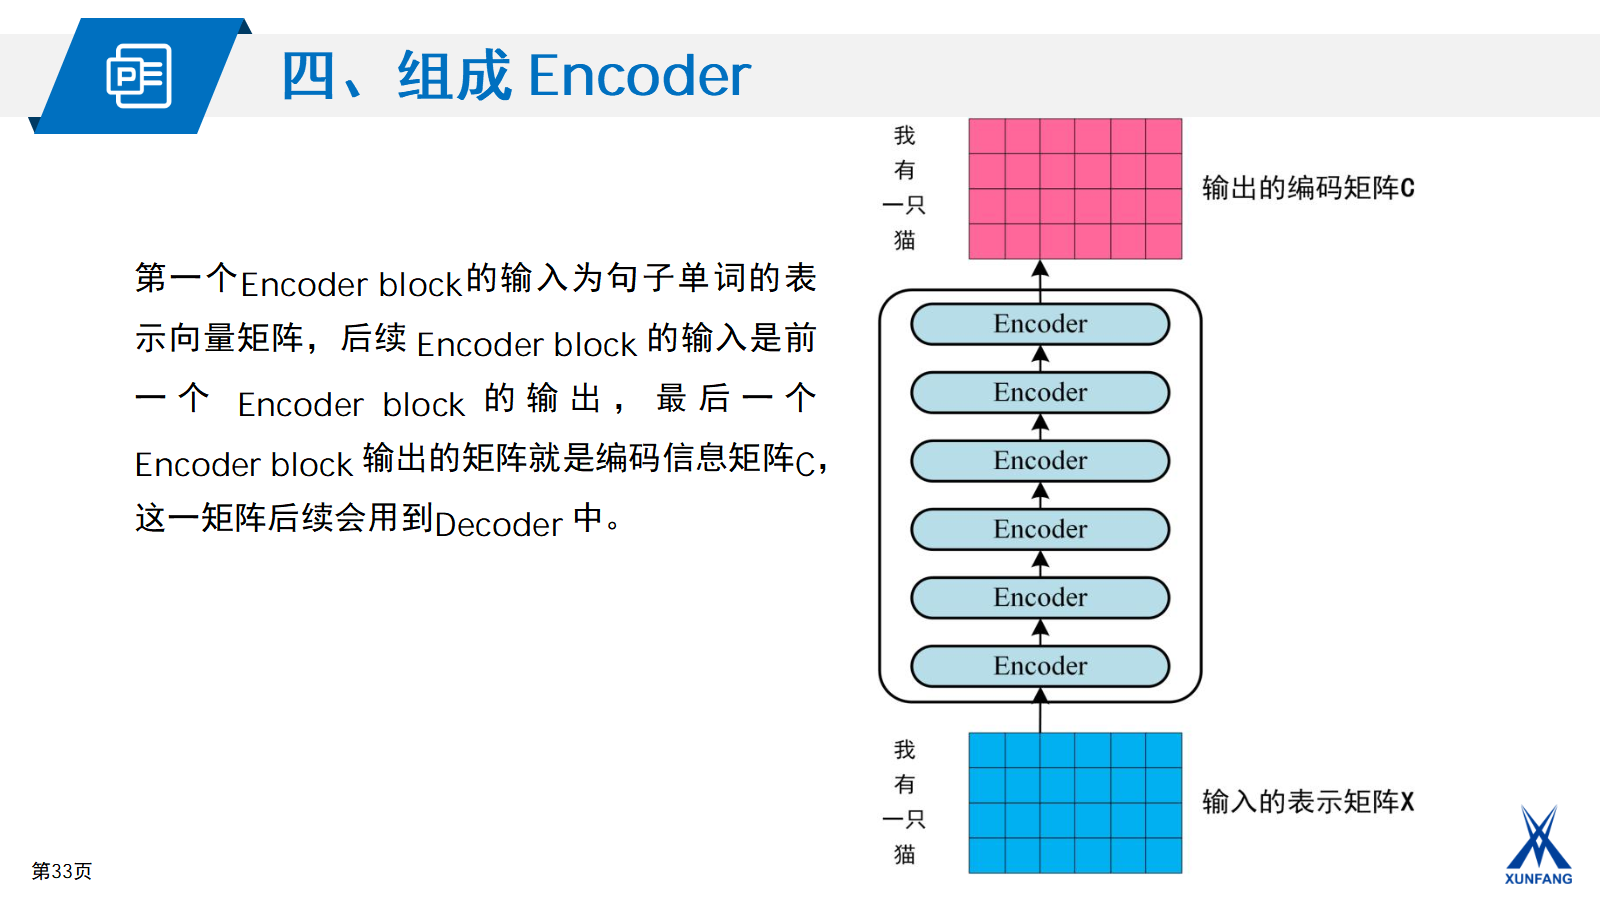 四、组成 Encoder
第一个Encoder block的输入为句子单词的表
示向量矩阵，后续 Encoder block 的输入是前
一个 Encoder block 的输出，最后一个
Encoder block 输出的矩阵就是编码信息矩阵C，
这一矩阵后续会用到Decoder 中。
我
有
一只
猫
输出的编码矩阵C
Encoder
Encoder
Encoder
Encoder
Encoder
Encoder
我
有
一只
猫
输入的表示矩阵X
XUNFANG
第33页